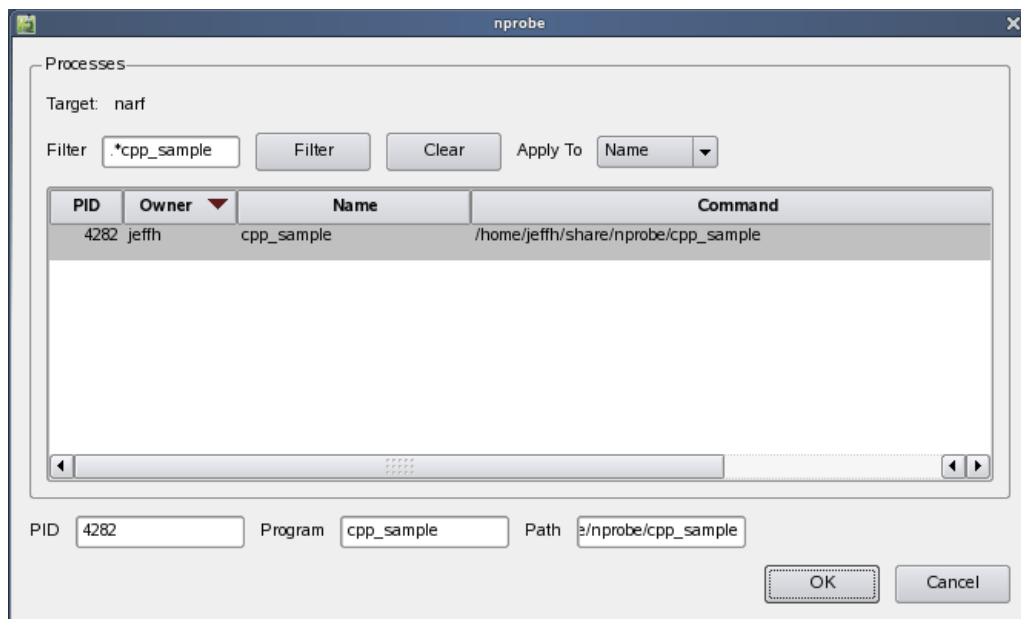 nprobe
Processes
Target: narf
Filter .*cpp_sample Filter Clear Apply To Name
PID Owner Name Command
4282 jeffh cpp_sample /home/jeffh/share/nprobe/cpp_sample
PID 4282 Program cpp_sample Path e/nprobe/cpp_sample
OK Cancel